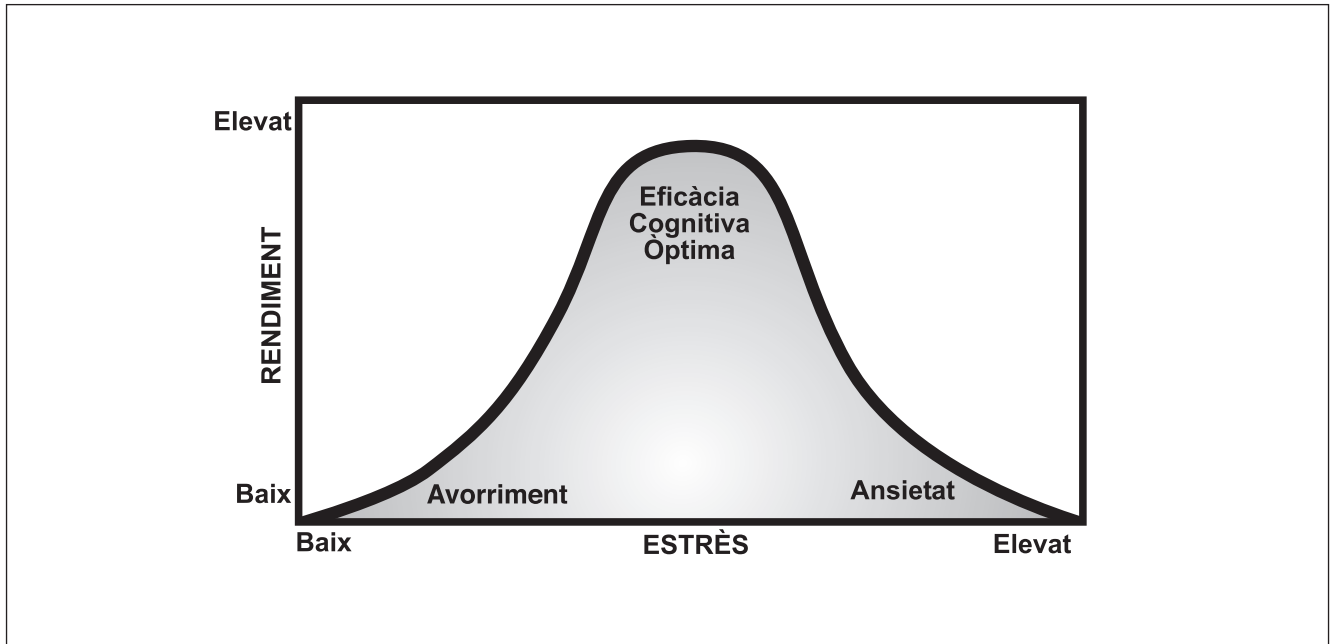 Elevat
Eficàcia
Cognitiva
Òptima
RENDIMENT
Baix
Avorriment
Ansietat
Baix
ESTRÈS
Elevat